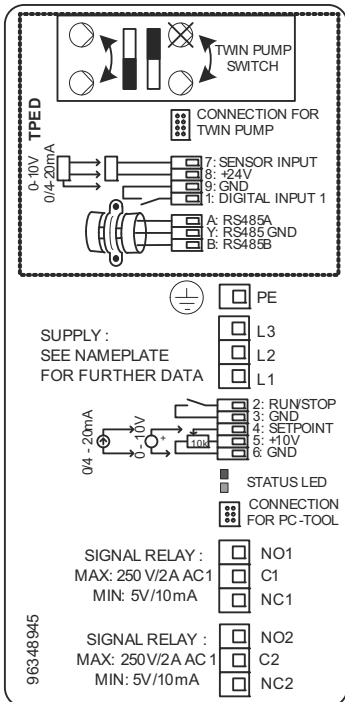 TWIN PUMP
SWITCH
TPED
CONNECTION FOR
TWIN PUMP
0-10V
0/4-20mA
7: SENSOR INPUT
8: +24V
9: GND
1: DIGITAL INPUT 1
A: RS485A
Y: RS485 GND
B: RS485B
PE
SUPPLY :
SEE NAMEPLATE
FOR FURTHER DATA
L3
L2
L1
0/4 - 20mA
0 - 10V
+
10k
2: RUN/STOP
3: GND
4: SETPOINT
5: +10V
6: GND
STATUS LED
CONNECTION
FOR PC-TOOL
SIGNAL RELAY :
MAX: 250 V/2A AC1
MIN: 5V/10mA
NO1
C1
NC1
SIGNAL RELAY :
MAX: 250V/2A AC 1
MIN: 5V/10mA
NO2
C2
NC2
96348945